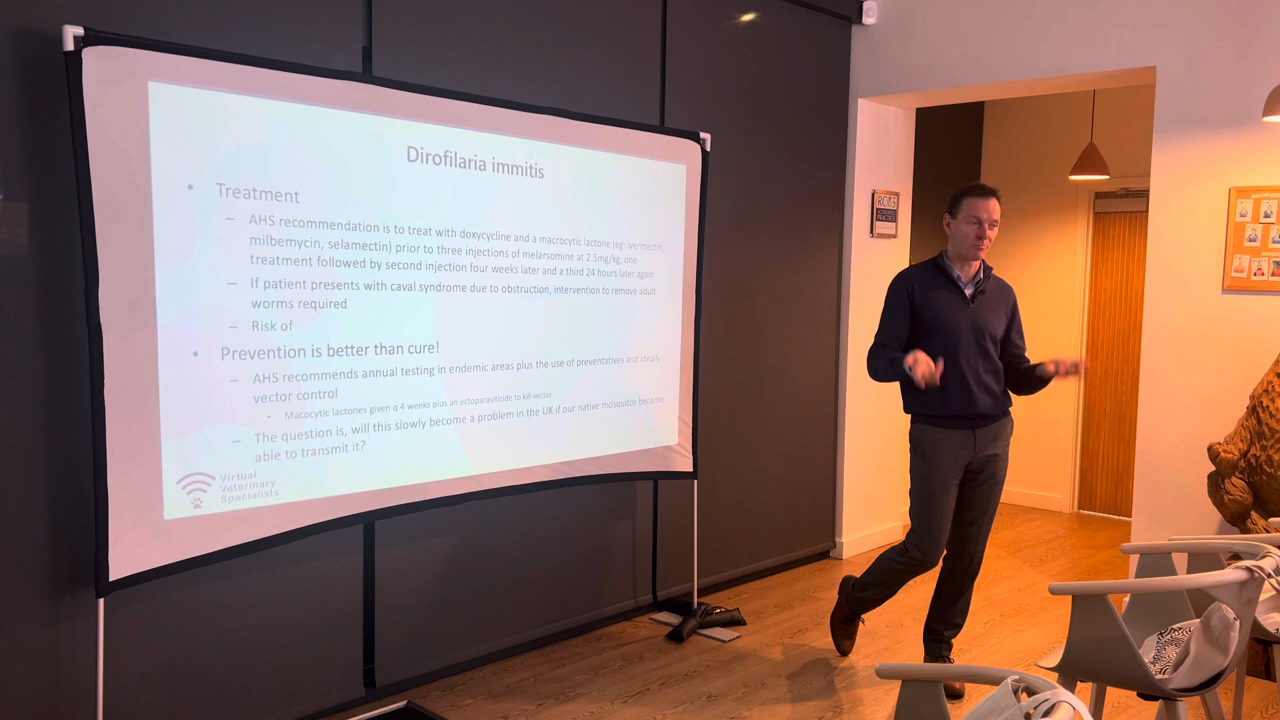 Dirofilaria immitis
• Treatment
– AHS recommendation is to treat with doxycycline and a macrocytic lactone (eg: ivermectin,
milbemycin, selamectin) prior to three injections of melarsomine at 2.5mg/kg; one
treatment followed by second injection four weeks later and a third 24 hours later again
– If patient presents with caval syndrome due to obstruction, intervention to remove adult
worms required
– Risk of
• Prevention is better than cure!
– AHS recommends annual testing in endemic areas plus the use of preventatives and ideally
vector control
• Macocytic lactones given q 4 weeks plus an ectoparasiticide to kill vector
– The question is, will this slowly become a problem in the UK if our native mosquitos become
able to transmit it?
Virtual
Veterinary
Specialists
RCVS
ACCREDITED
PRACTICE